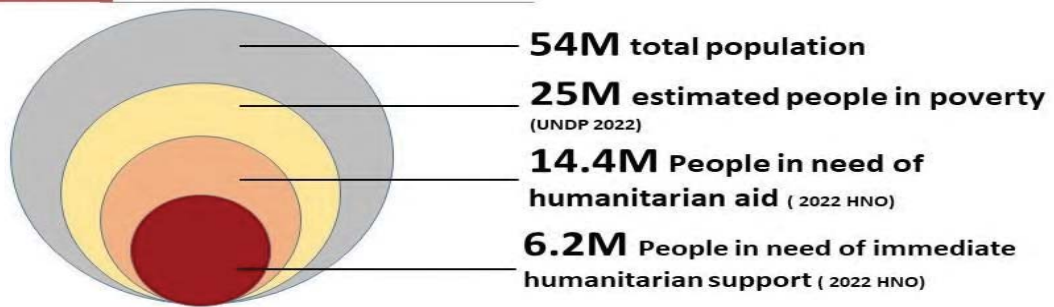 54M total population
25M estimated people in poverty
(UNDP 2022)
14.4M People in need of
humanitarian aid ( 2022 HNO)
6.2M People in need of immediate
humanitarian support ( 2022 HNO)